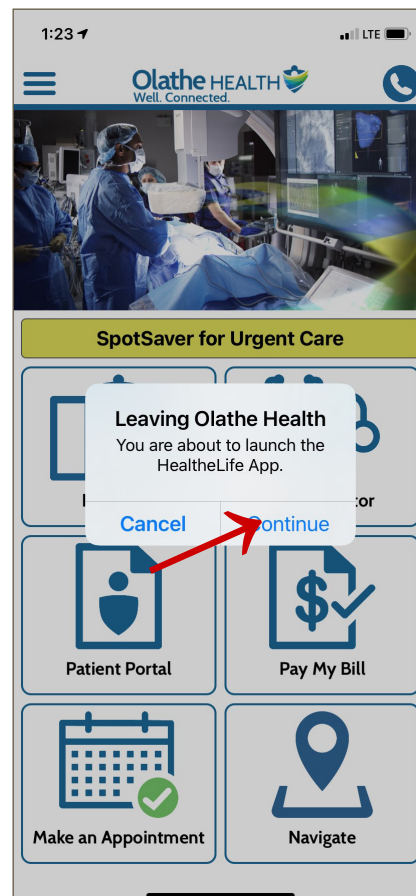 1:23
LTE
Olathe HEALTH
Well. Connected.
SpotSaver for Urgent Care
Leaving Olathe Health
You are about to launch the
HealtheLife App.
Cancel
Continue
Patient Portal
Pay My Bill
Make an Appointment
Navigate